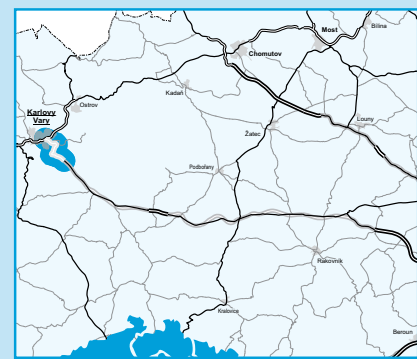 Most
Bílina
Chomutov
Kadaň
Ostrov
Karlovy
Vary
Louny
Žatec
Podbořany
Rakovník
Kralovice
Beroun